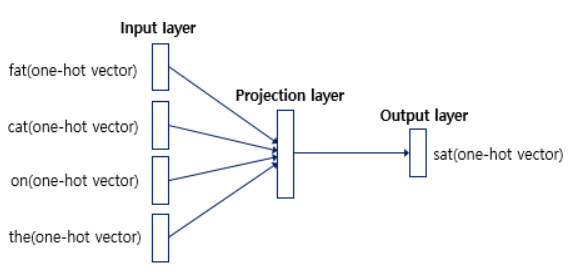 Input layer
fat(one-hot vector)
Projection layer
Output layer
cat(one-hot vector)
sat(one-hot vector)
on(one-hot vector)
the(one-hot vector)